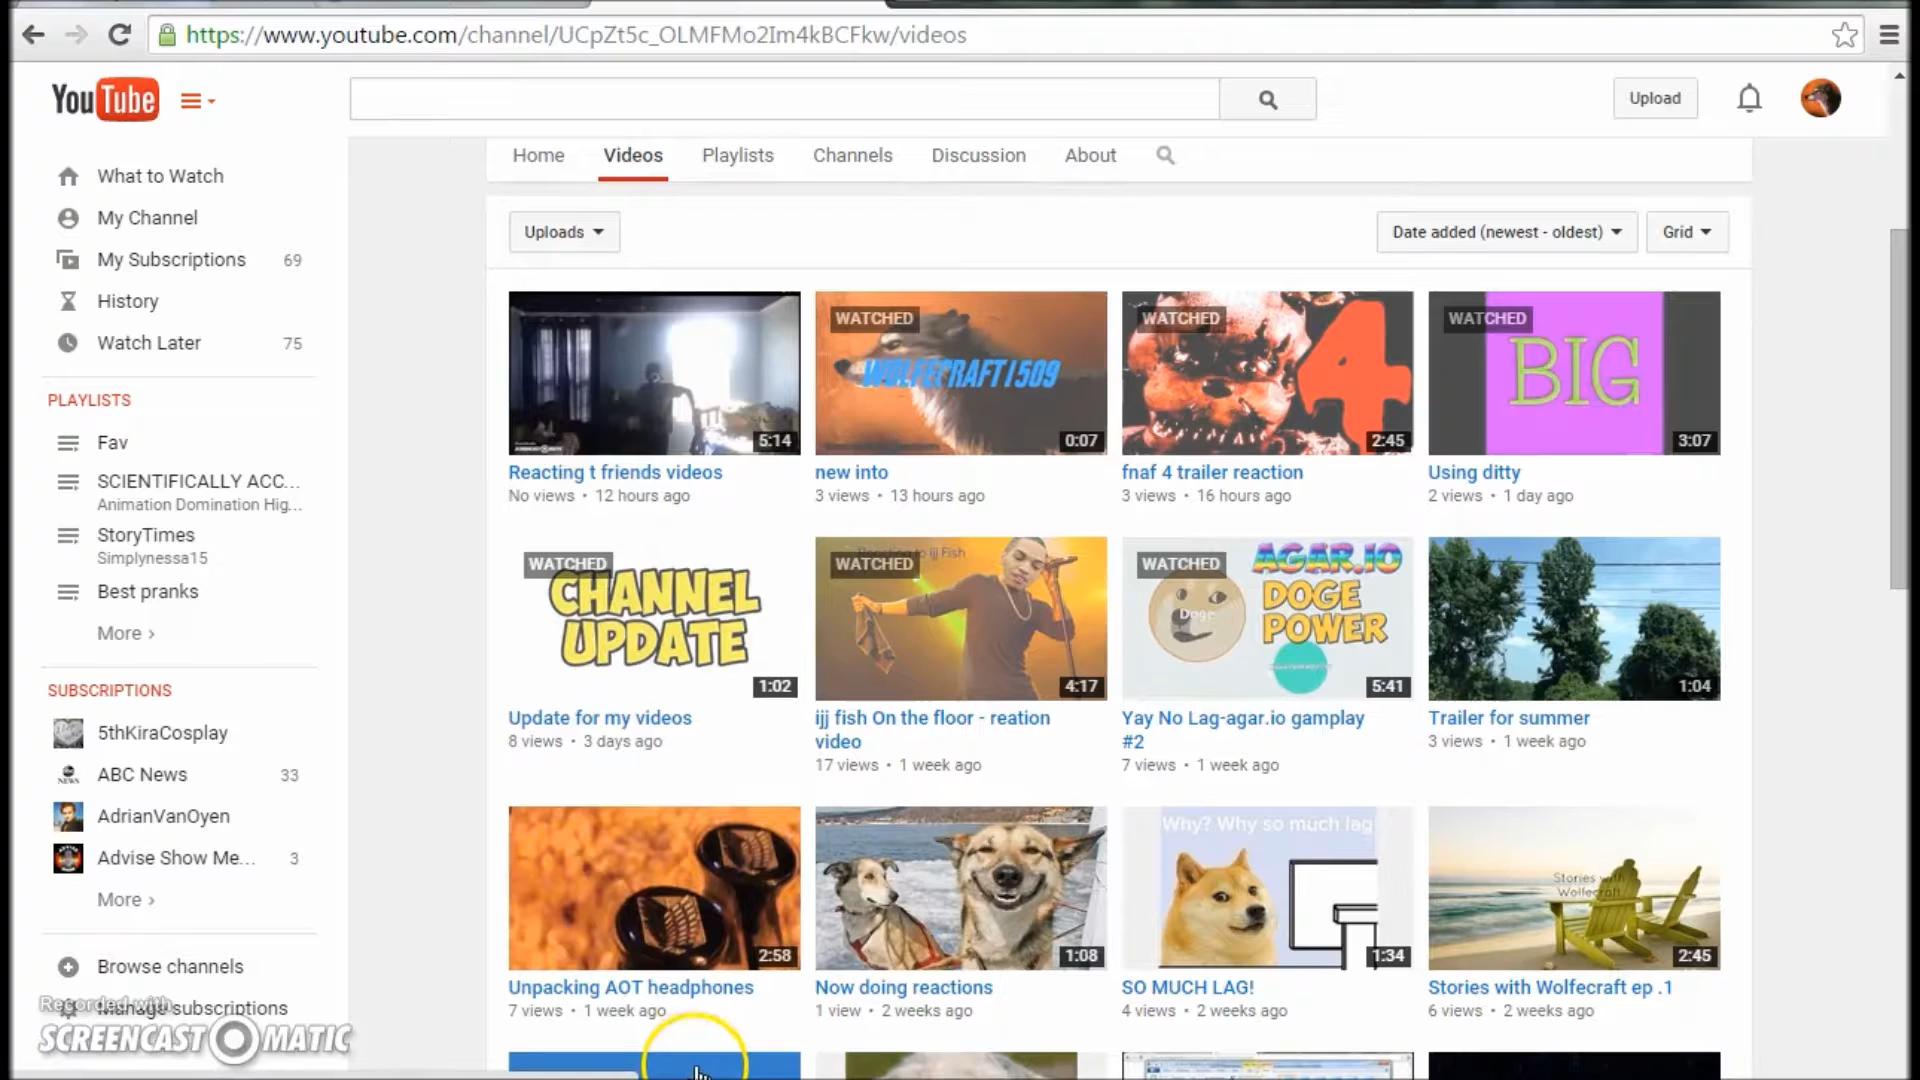 https://www.youtube.com/channel/UCpZt5c_OLMFMo2Im4kBCFkw/videos
YouTube
Upload
Home Videos Playlists Channels Discussion About
What to Watch
My Channel
My Subscriptions 69
History
Watch Later 75
PLAYLISTS
Fav
SCIENTIFICALLY ACC...
Animation Domination Hig...
StoryTimes
Simplynessa15
Best pranks
More ›
SUBSCRIPTIONS
5thKiraCosplay
ABC News 33
AdrianVanOyen
Advise Show Me... 3
More ›
Browse channels
Manage subscriptions
Recorded with
SCREENCAST MATIC
Uploads
Date added (newest - oldest)
Grid
5:14
Reacting t friends videos
No views • 12 hours ago
WATCHED
WOLFECRAFT1509
0:07
new into
3 views • 13 hours ago
WATCHED
4
2:45
fnaf 4 trailer reaction
3 views • 16 hours ago
WATCHED
BIG
3:07
Using ditty
2 views • 1 day ago
WATCHED
CHANNEL
UPDATE
1:02
Update for my videos
8 views • 3 days ago
Reacting to ijj Fish
WATCHED
4:17
ijj fish On the floor - reation
video
17 views • 1 week ago
WATCHED
AGAR.IO
DOGE
POWER
Doge
5:41
Yay No Lag-agar.io gamplay
#2
7 views • 1 week ago
1:04
Trailer for summer
3 views • 1 week ago
2:58
Unpacking AOT headphones
7 views • 1 week ago
1:08
Now doing reactions
1 view • 2 weeks ago
Why? Why so much lag
1:34
SO MUCH LAG!
4 views • 2 weeks ago
Stories with
Wolfecraft
2:45
Stories with Wolfecraft ep .1
6 views • 2 weeks ago